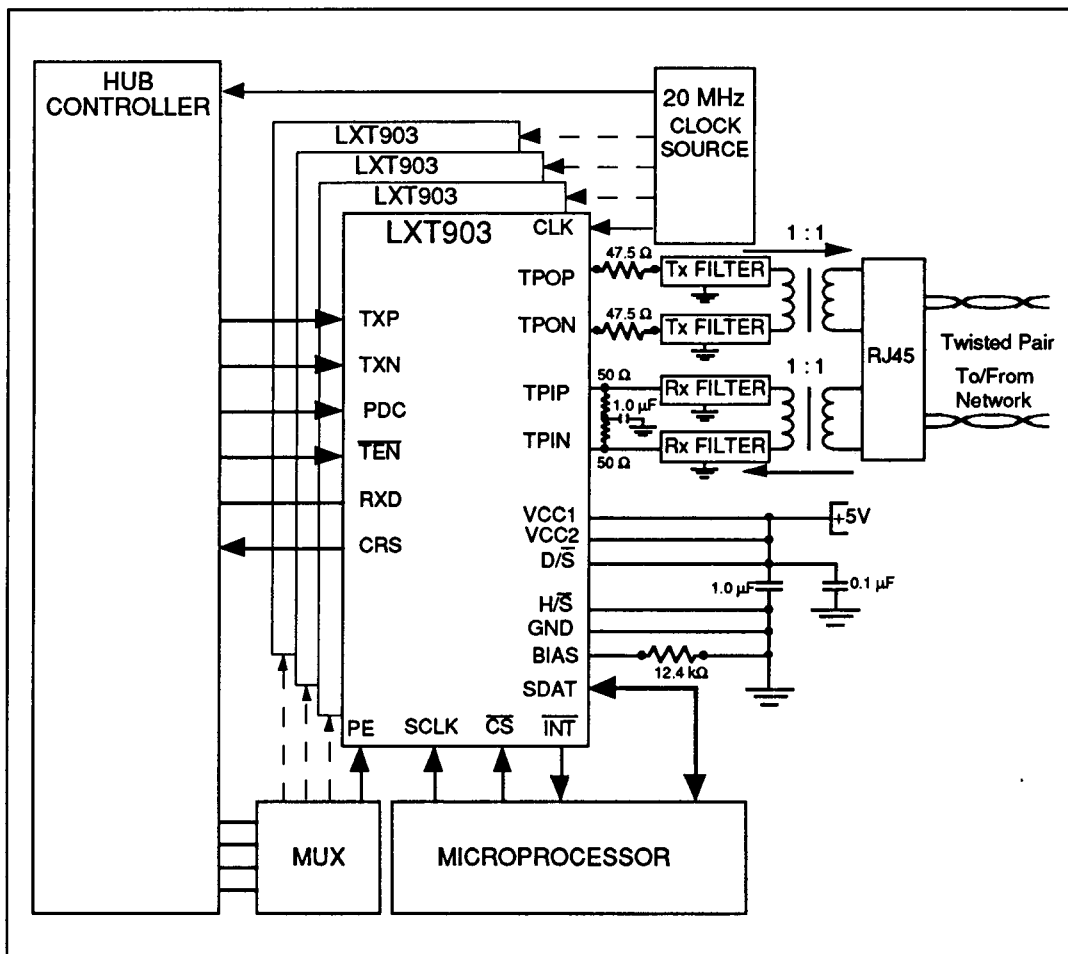 HUB
CONTROLLER
20 MHz
CLOCK
SOURCE
LXT903
LXT903
LXT903
LXT903
CLK
1 : 1
TPOP
47.5 Ω
Tx FILTER
TPON
47.5 Ω
Tx FILTER
RJ45
Twisted Pair
To/From
Network
1 : 1
TPIP
50 Ω
Rx FILTER
1.0 µF
TPIN
50 Ω
Rx FILTER
TXP
TXN
PDC
T̅E̅N̅
RXD
CRS
VCC1
+5V
VCC2
D/S̅
1.0 µF
0.1 µF
H/S̅
GND
BIAS
12.4 kΩ
SDAT
PE
SCLK
C̅S̅
I̅N̅T̅
MUX
MICROPROCESSOR